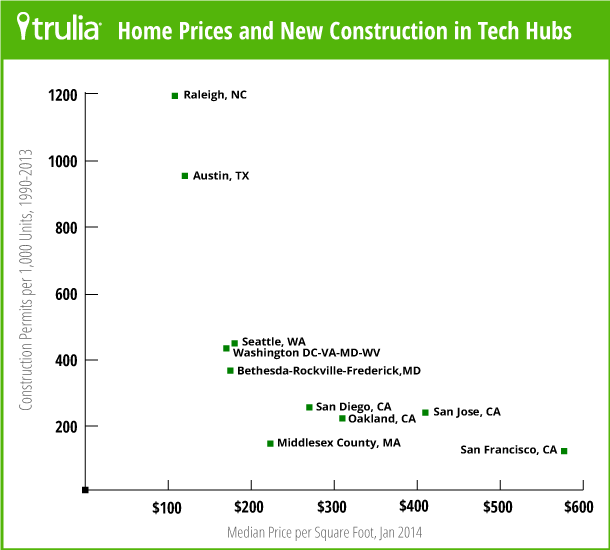 trulia® Home Prices and New Construction in Tech Hubs
Construction Permits per 1,000 Units, 1990-2013
1200
1000
800
600
400
200
Raleigh, NC
Austin, TX
Seattle, WA
Washington DC-VA-MD-WV
Bethesda-Rockville-Frederick,MD
San Diego, CA
San Jose, CA
Oakland, CA
Middlesex County, MA
San Francisco, CA
$100 $200 $300 $400 $500 $600
Median Price per Square Foot, Jan 2014